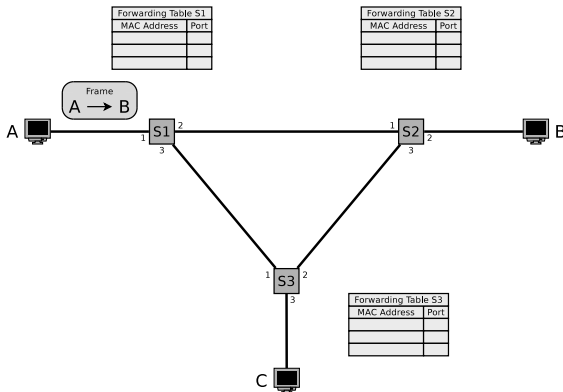 Forwarding Table S1
MAC Address Port
Forwarding Table S2
MAC Address Port
Frame
A B
A
1
S1
2
3
1
S2
2
3
B
1
S3
2
3
Forwarding Table S3
MAC Address Port
C